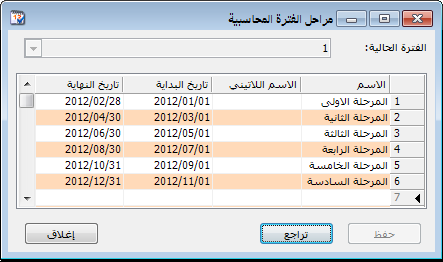 مراحل الفترة المحاسبية
الفترة الحالية: 1
الاسم الاسم اللاتيني تاريخ البداية تاريخ النهاية
1 المرحلة الاولى 2012/01/01 2012/02/28
2 المرحلة الثانية 2012/03/01 2012/04/30
3 المرحلة الثالثة 2012/05/01 2012/06/30
4 المرحلة الرابعة 2012/07/01 2012/08/30
5 المرحلة الخامسة 2012/09/01 2012/10/31
6 المرحلة السادسة 2012/11/01 2012/12/31
7
حفظ تراجع إغلاق